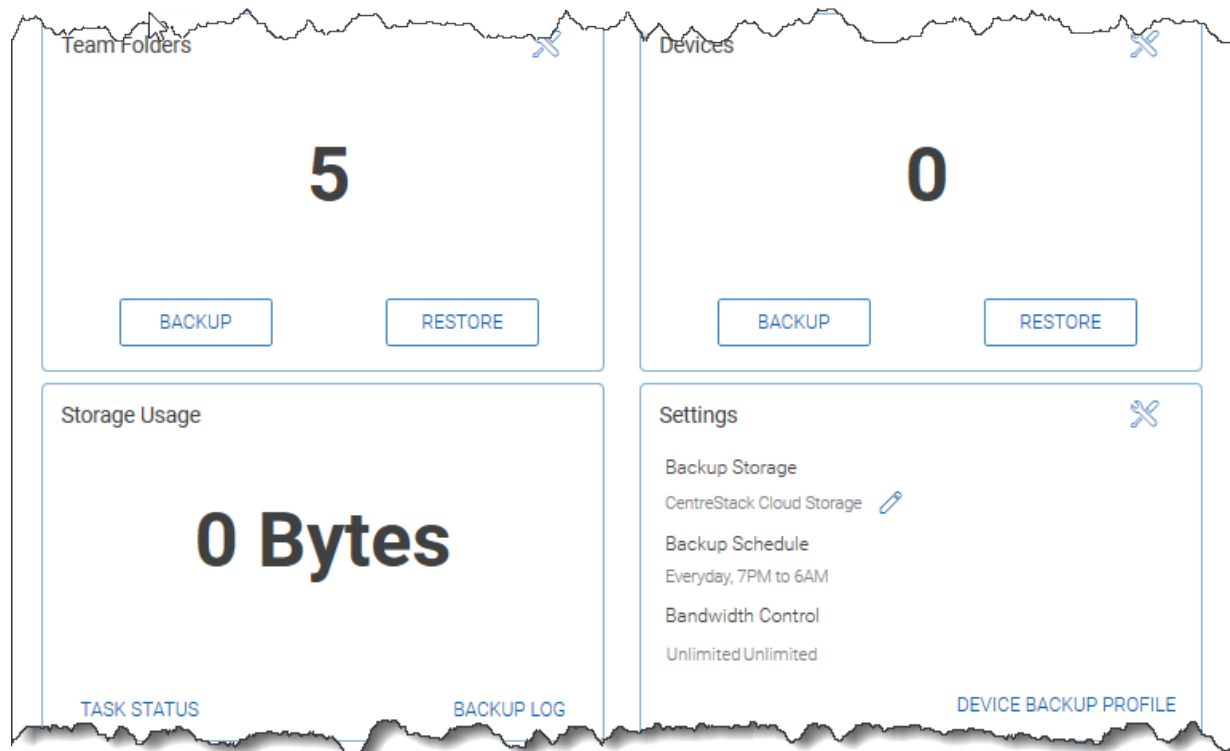 Team Folders
5
BACKUP RESTORE
Devices
0
BACKUP RESTORE
Storage Usage
0 Bytes
TASK STATUS BACKUP LOG
Settings
Backup Storage
CentreStack Cloud Storage
Backup Schedule
Everyday, 7PM to 6AM
Bandwidth Control
Unlimited Unlimited
DEVICE BACKUP PROFILE